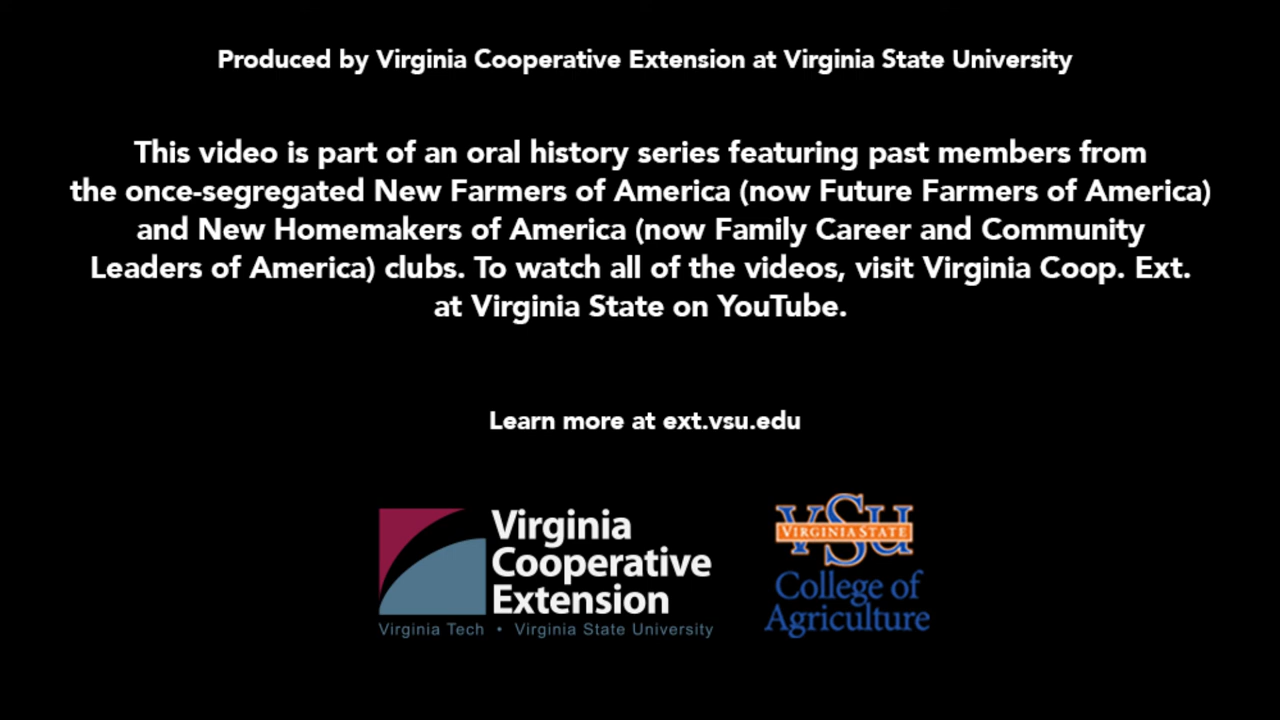 Produced by Virginia Cooperative Extension at Virginia State University
This video is part of an oral history series featuring past members from
the once-segregated New Farmers of America (now Future Farmers of America)
and New Homemakers of America (now Family Career and Community
Leaders of America) clubs. To watch all of the videos, visit Virginia Coop. Ext.
at Virginia State on YouTube.
Learn more at ext.vsu.edu
Virginia
Cooperative
Extension
Virginia Tech • Virginia State University
VSU
VIRGINIA STATE
College of
Agriculture